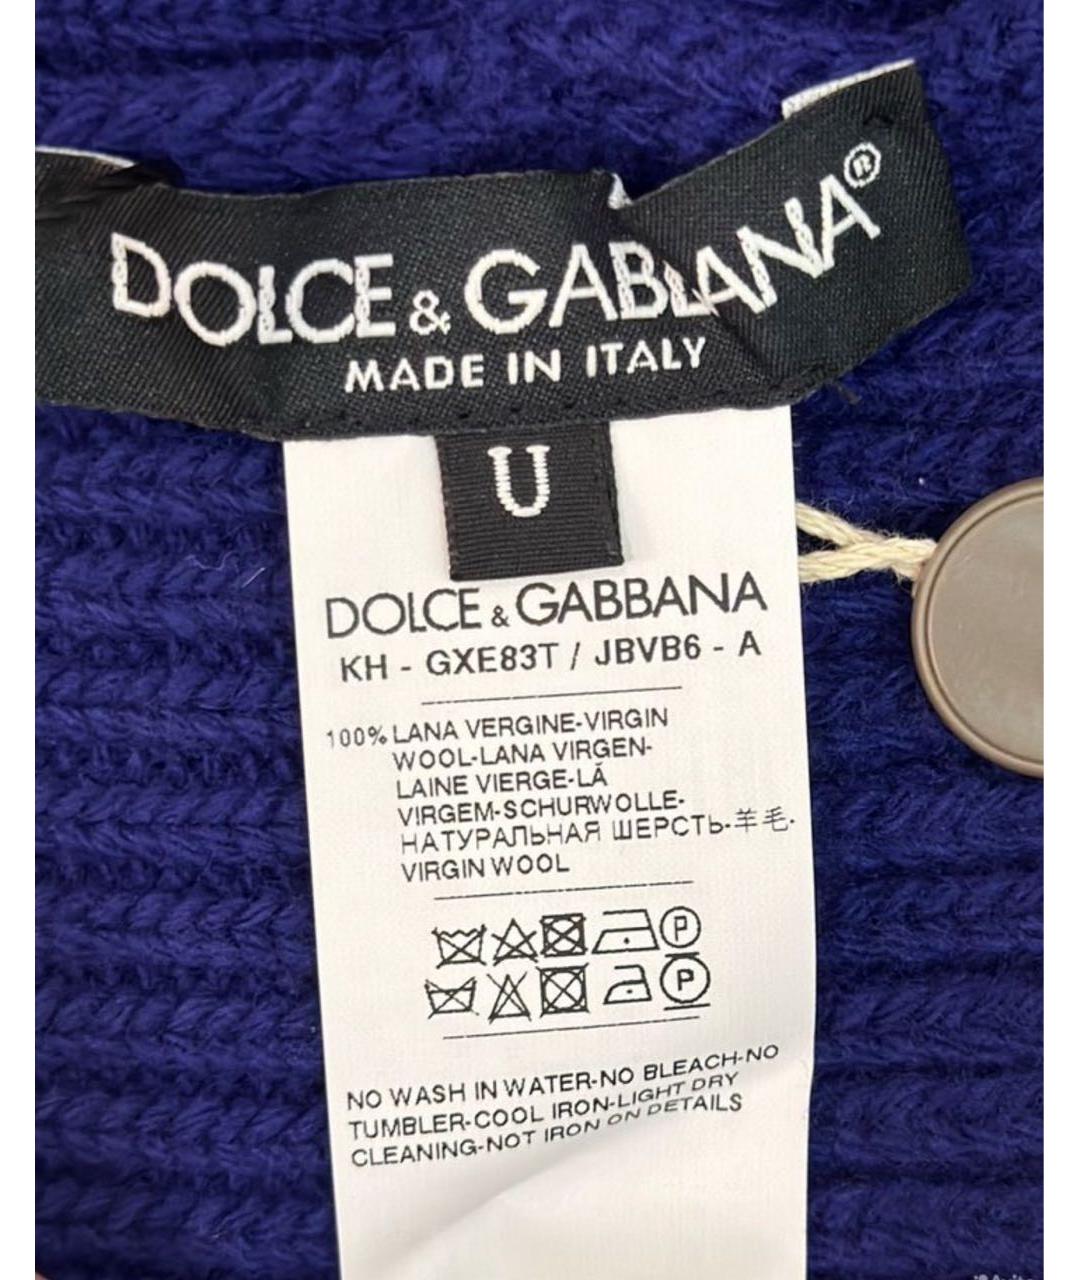 DOLCE & GABBANA®
MADE IN ITALY
U
DOLCE & GABBANA
KH - GXE83T / JBVB6 - A
100% LANA VERGINE-VIRGIN
WOOL-LANA VIRGEN-
LAINE VIERGE-LÃ
VIRGEM-SCHURWOLLE-
НАТУРАЛЬНАЯ ШЕРСТЬ-羊毛-
VIRGIN WOOL
P
P
NO WASH IN WATER-NO BLEACH-NO
TUMBLER-COOL IRON-LIGHT DRY
CLEANING-NOT IRON ON DETAILS